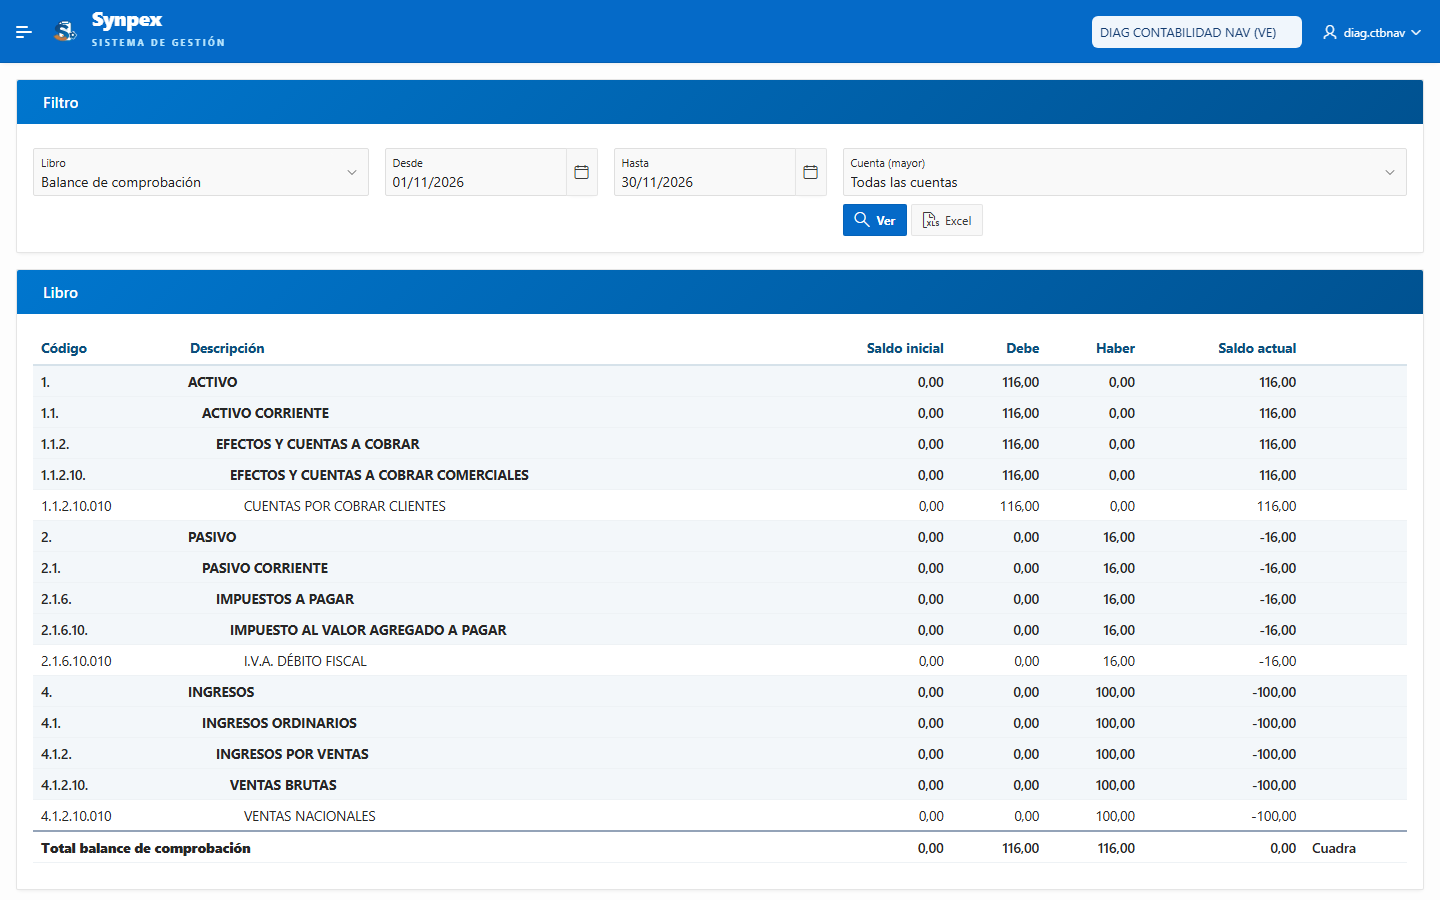 Synpex
SISTEMA DE GESTIÓN
DIAG CONTABILIDAD NAV (VE)
diag.ctbnav
Filtro
Libro
Balance de comprobación
Desde
01/11/2026
Hasta
30/11/2026
Cuenta (mayor)
Todas las cuentas
Ver
XLS Excel
Libro
Código Descripción Saldo inicial Debe Haber Saldo actual
1. ACTIVO 0,00 116,00 0,00 116,00
1.1. ACTIVO CORRIENTE 0,00 116,00 0,00 116,00
1.1.2. EFECTOS Y CUENTAS A COBRAR 0,00 116,00 0,00 116,00
1.1.2.10. EFECTOS Y CUENTAS A COBRAR COMERCIALES 0,00 116,00 0,00 116,00
1.1.2.10.010 CUENTAS POR COBRAR CLIENTES 0,00 116,00 0,00 116,00
2. PASIVO 0,00 0,00 16,00 -16,00
2.1. PASIVO CORRIENTE 0,00 0,00 16,00 -16,00
2.1.6. IMPUESTOS A PAGAR 0,00 0,00 16,00 -16,00
2.1.6.10. IMPUESTO AL VALOR AGREGADO A PAGAR 0,00 0,00 16,00 -16,00
2.1.6.10.010 I.V.A. DÉBITO FISCAL 0,00 0,00 16,00 -16,00
4. INGRESOS 0,00 0,00 100,00 -100,00
4.1. INGRESOS ORDINARIOS 0,00 0,00 100,00 -100,00
4.1.2. INGRESOS POR VENTAS 0,00 0,00 100,00 -100,00
4.1.2.10. VENTAS BRUTAS 0,00 0,00 100,00 -100,00
4.1.2.10.010 VENTAS NACIONALES 0,00 0,00 100,00 -100,00
Total balance de comprobación 0,00 116,00 116,00 0,00 Cuadra